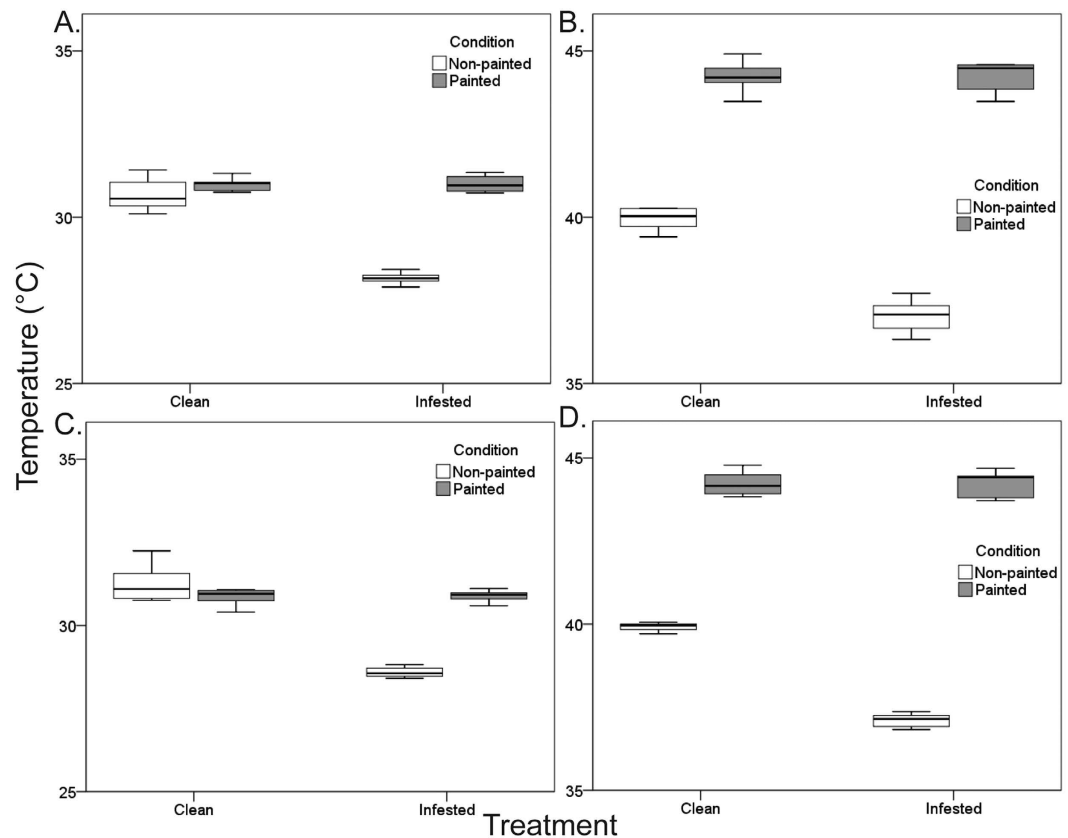 A.
Condition
Non-painted
Painted
35
30
25
Clean
Infested
B.
45
Condition
Non-painted
Painted
40
35
Clean
Infested
Temperature (°C)
C.
Condition
Non-painted
Painted
35
30
25
Clean
Infested
D.
45
Condition
Non-painted
Painted
40
35
Clean
Infested
Treatment